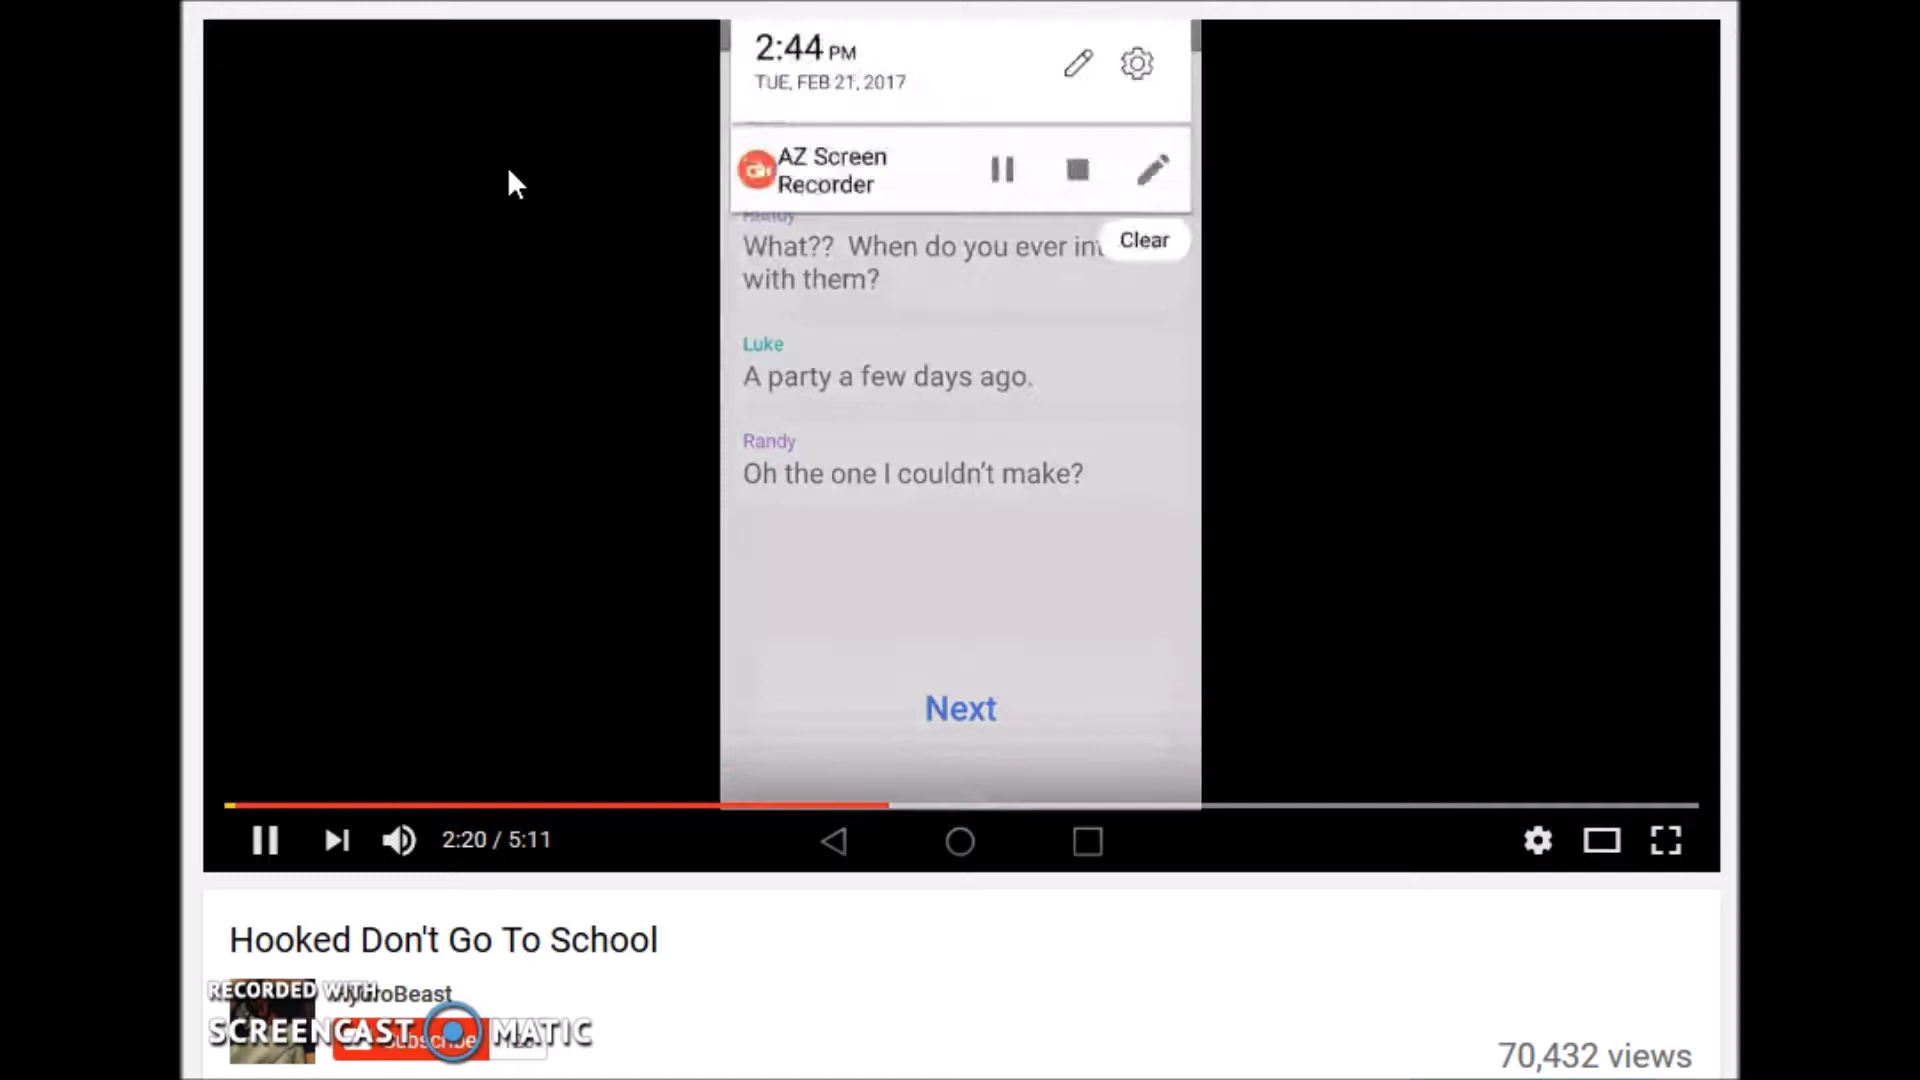 2:44 PM
TUE, FEB 21, 2017
AZ Screen
Recorder
Randy
What?? When do you ever
Clear
with them?
Luke
A party a few days ago.
Randy
Oh the one I couldn't make?
Next
2:20 / 5:11
Hooked Don't Go To School
RECORDED WITH
SCREENCAST MATIC
Subscribe
70,432 views